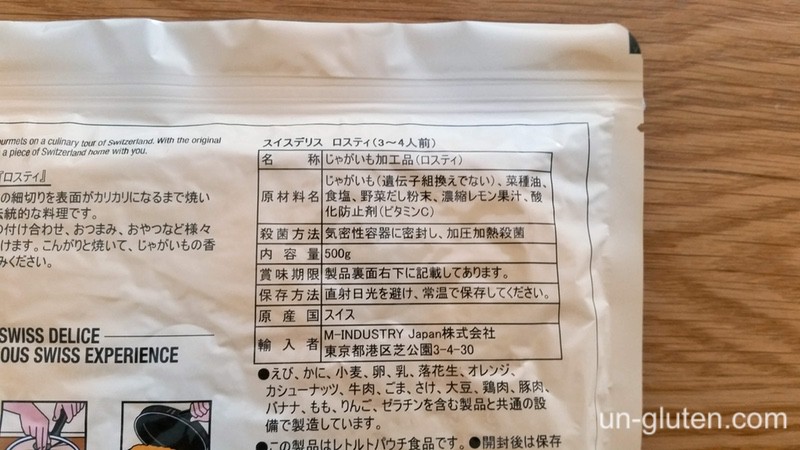 ourmets on a culinary tour of Switzerland. With the original
a piece of Switzerland home with you.
『ロスティ』
の細切りを表面がカリカリになるまで焼い
伝統的な料理です。
の付け合わせ、おつまみ、おやつなど様々
けます。こんがりと焼いて、じゃがいもの香
みください。
SWISS DELICE
OUS SWISS EXPERIENCE
スイスデリス ロスティ(3～4人前)
名称 じゃがいも加工品(ロスティ)
原材料名 じゃがいも(遺伝子組換えでない)、菜種油、
食塩、野菜だし粉末、濃縮レモン果汁、酸
化防止剤(ビタミンC)
殺菌方法 気密性容器に密封し、加圧加熱殺菌
内容量 500g
賞味期限 製品裏面右下に記載してあります。
保存方法 直射日光を避け、常温で保存してください。
原産国 スイス
輸入者 M-INDUSTRY Japan株式会社
東京都港区芝公園3-4-30
●えび、かに、小麦、卵、乳、落花生、オレンジ、
カシューナッツ、牛肉、ごま、さけ、大豆、鶏肉、豚肉、
バナナ、もも、りんご、ゼラチンを含む製品と共通の設
備で製造しています。
●この製品はレトルトパウチ食品です。●開封後は保存
un-gluten.com